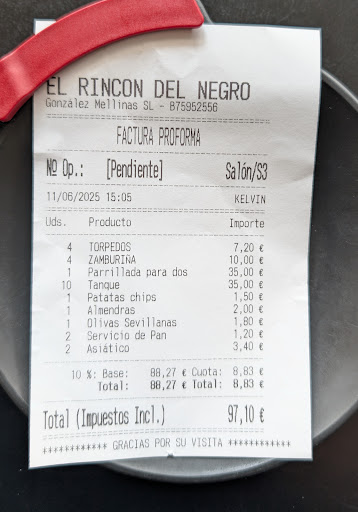 EL RINCON DEL NEGRO
González Mellinas SL - B75952556
FACTURA PROFORMA
Nº Op.: [Pendiente] Salón/S3
11/06/2025 15:05 KELVIN
Uds. Producto Importe
4 TORPEDOS 7,20 €
4 ZAMBURIÑA 10,00 €
1 Parrillada para dos 35,00 €
10 Tanque 35,00 €
1 Patatas chips 1,50 €
1 Almendras 2,00 €
1 Olivas Sevillanas 1,80 €
2 Servicio de Pan 1,20 €
2 Asiático 3,40 €
10 %: Base: 88,27 € Cuota: 8,83 €
Total: 88,27 € Total: 8,83 €
Total (Impuestos Incl.) 97,10 €
************ GRACIAS POR SU VISITA ************